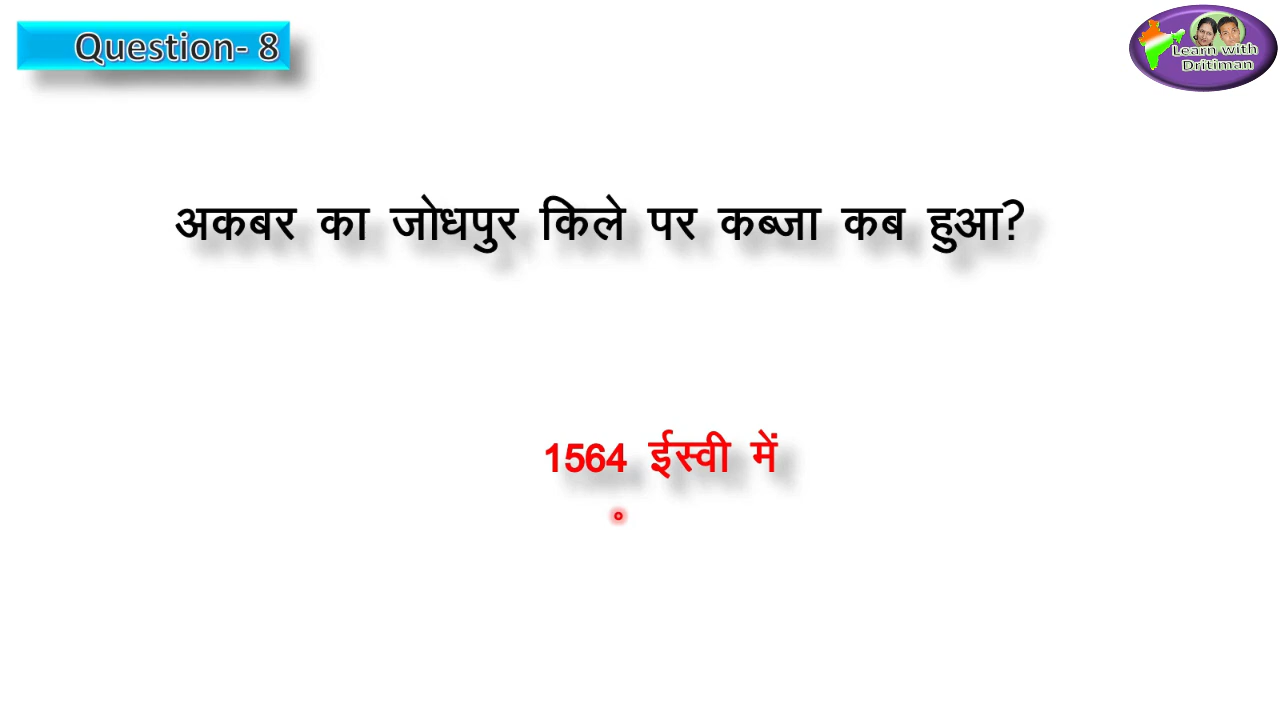 Question- 8
Learn with
Dritiman
अकबर का जोधपुर किले पर कब्जा कब हुआ?
1564 ईस्वी में